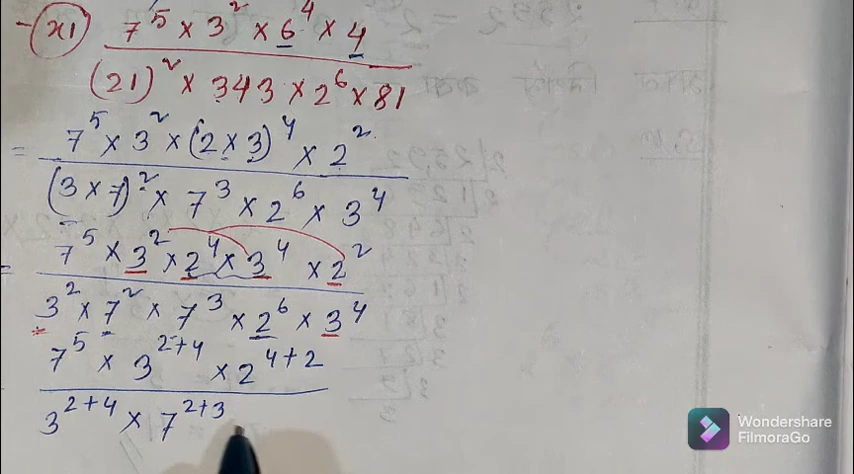 xi) 7⁵ × 3² × 6⁴ × 4
(21)² × 343 × 2⁶ × 81
= 7⁵ × 3² × (2 × 3)⁴ × 2²
(3 × 7)² × 7³ × 2⁶ × 3⁴
= 7⁵ × 3² × 2⁴ × 3⁴ × 2²
3² × 7² × 7³ × 2⁶ × 3⁴
7⁵ × 3²⁺⁴ × 2⁴⁺²
3²⁺⁴ × 7²⁺³
Wondershare
FilmoraGo